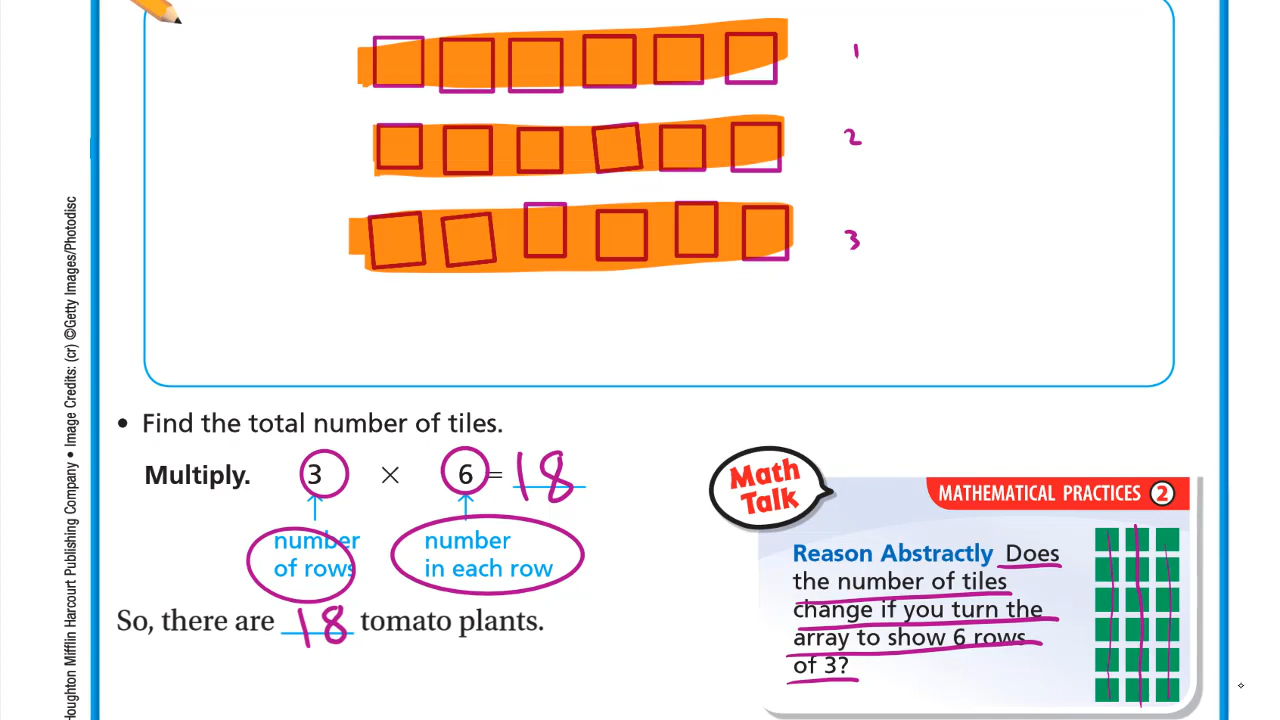 1
2
3
Houghton Mifflin Harcourt Publishing Company • Image Credits: (cr) ©Getty Images/Photodisc
• Find the total number of tiles.
Multiply. 3 × 6 = 18
number of rows
number in each row
So, there are 18 tomato plants.
Math
Talk
MATHEMATICAL PRACTICES 2
Reason Abstractly Does
the number of tiles
change if you turn the
array to show 6 rows
of 3?